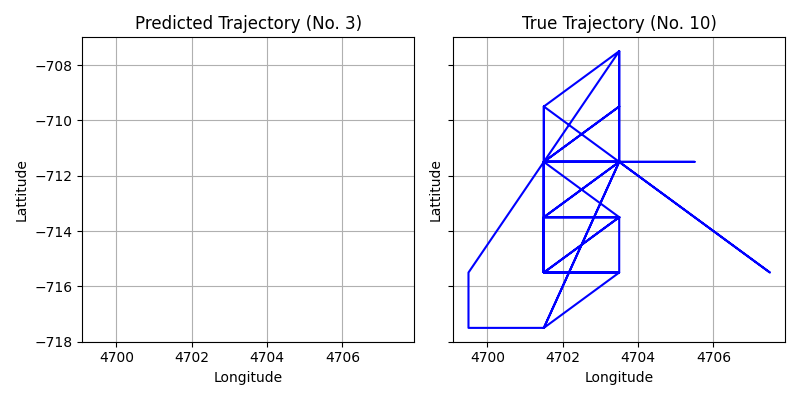 Predicted Trajectory (No. 3)
True Trajectory (No. 10)
−708
−710
−712
−714
−716
−718
Lattitude
Lattitude
4700
4702
4704
4706
4700
4702
4704
4706
Longitude
Longitude